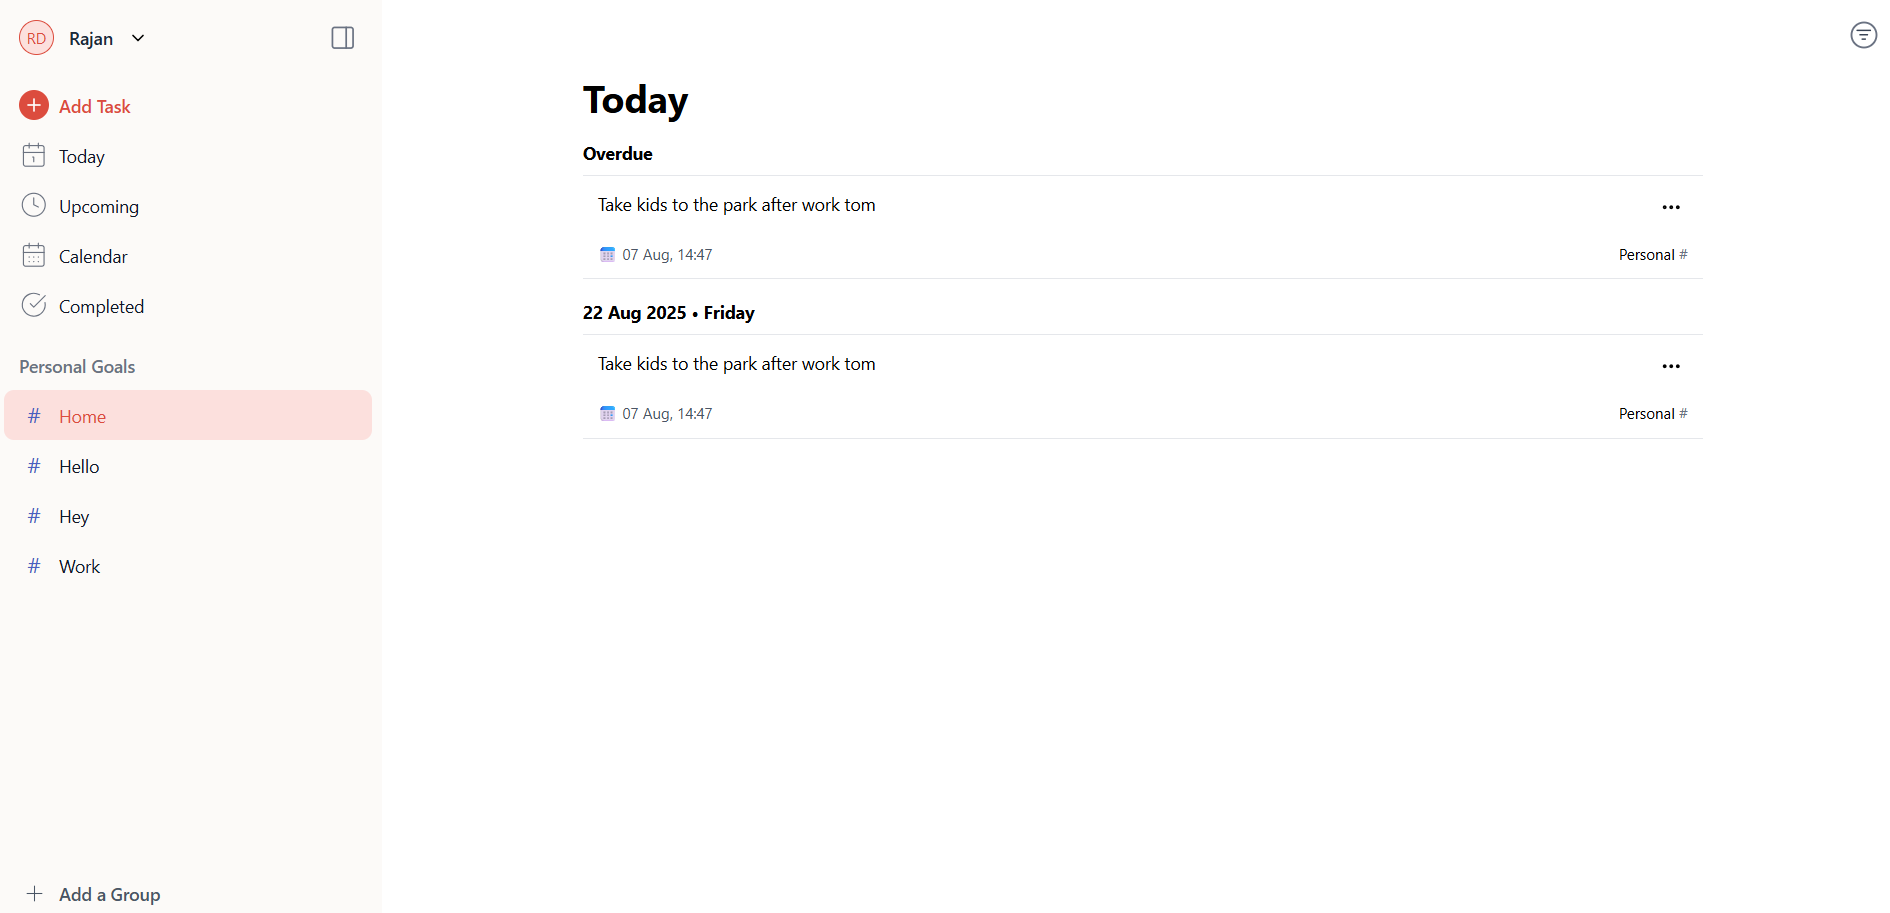 RD Rajan
Add Task
1 Today
Upcoming
Calendar
Completed
Personal Goals
# Home
# Hello
# Hey
# Work
+ Add a Group
Today
Overdue
Take kids to the park after work tom
07 Aug, 14:47 Personal #
22 Aug 2025 • Friday
Take kids to the park after work tom
07 Aug, 14:47 Personal #